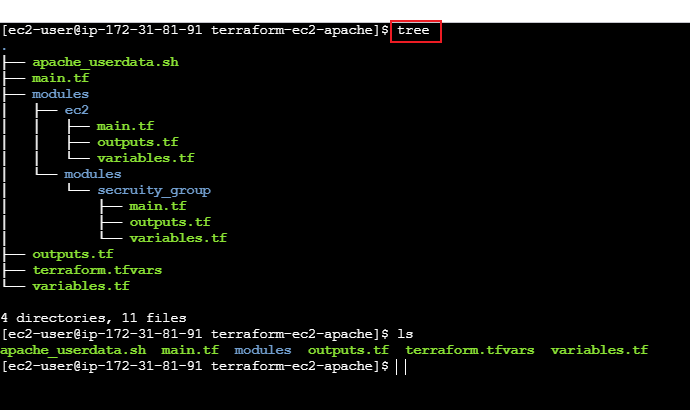 [ec2-user@ip-172-31-81-91 terraform-ec2-apache]$ tree
.
├── apache_userdata.sh
├── main.tf
├── modules
│   ├── ec2
│   │   ├── main.tf
│   │   ├── outputs.tf
│   │   └── variables.tf
│   └── modules
│       └── secruity_group
│           ├── main.tf
│           ├── outputs.tf
│           └── variables.tf
├── outputs.tf
├── terraform.tfvars
└── variables.tf
4 directories, 11 files
[ec2-user@ip-172-31-81-91 terraform-ec2-apache]$ ls
apache_userdata.sh  main.tf  modules  outputs.tf  terraform.tfvars  variables.tf
[ec2-user@ip-172-31-81-91 terraform-ec2-apache]$